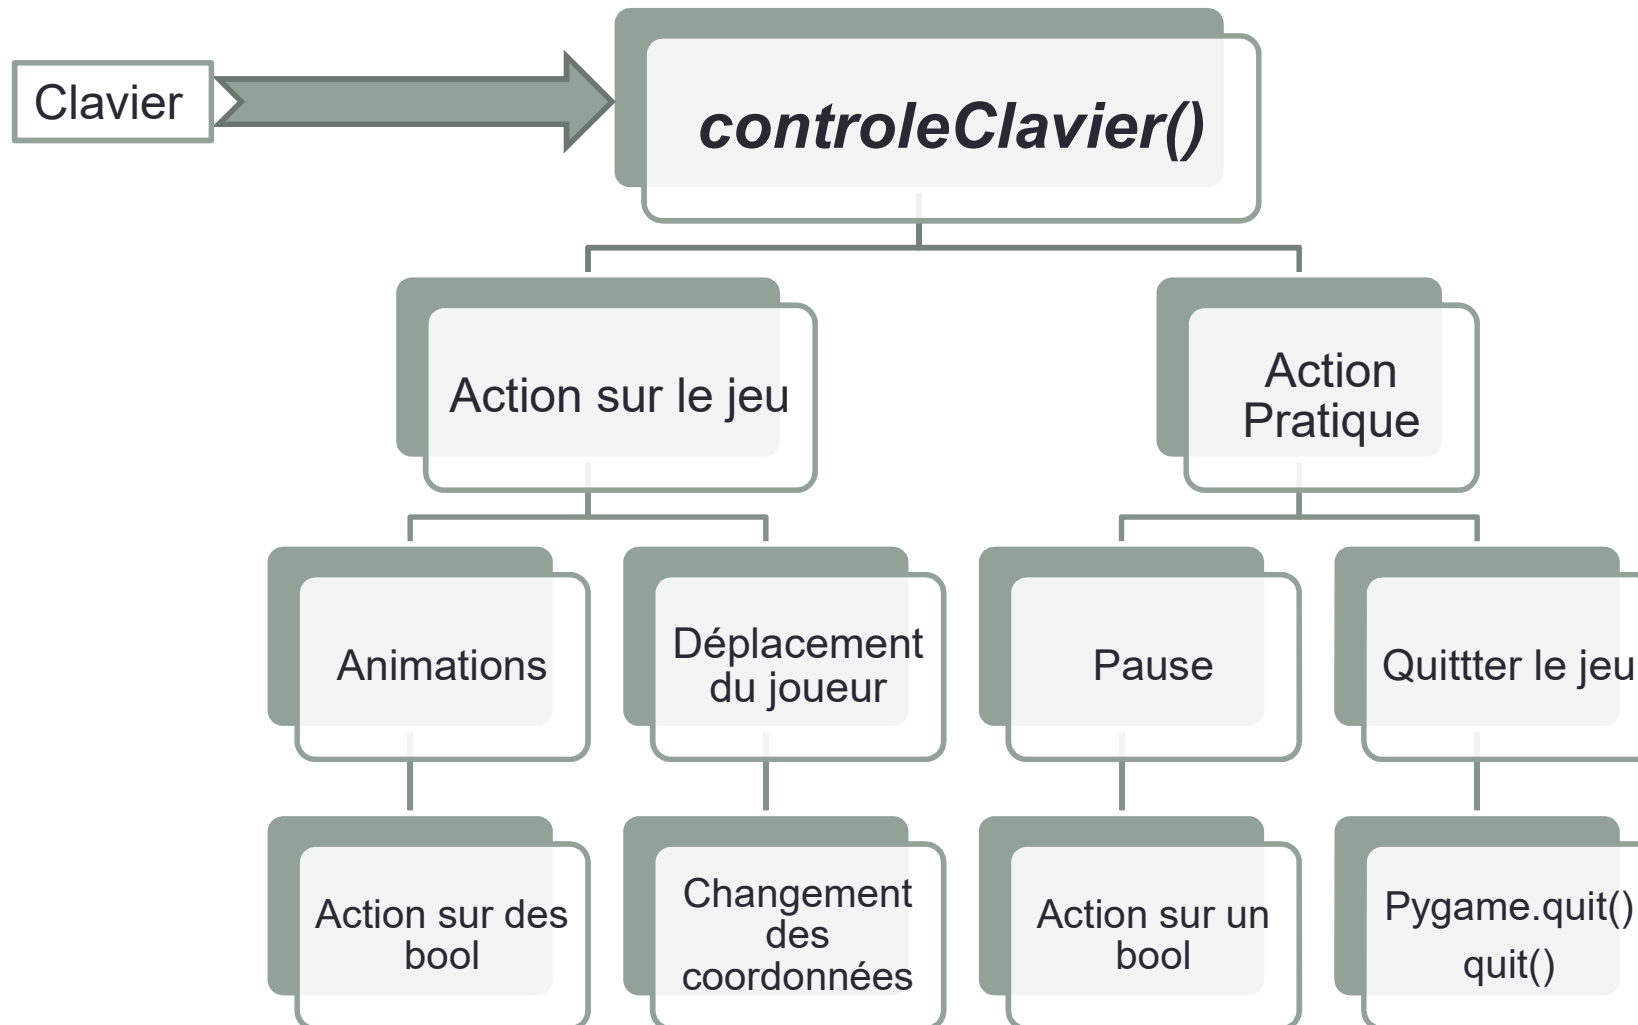 Clavier
controleClavier()
Action sur le jeu
Action
Pratique
Animations
Déplacement
du joueur
Pause
Quittter le jeu
Action sur des
bool
Changement
des
coordonnées
Action sur un
bool
Pygame.quit()
quit()